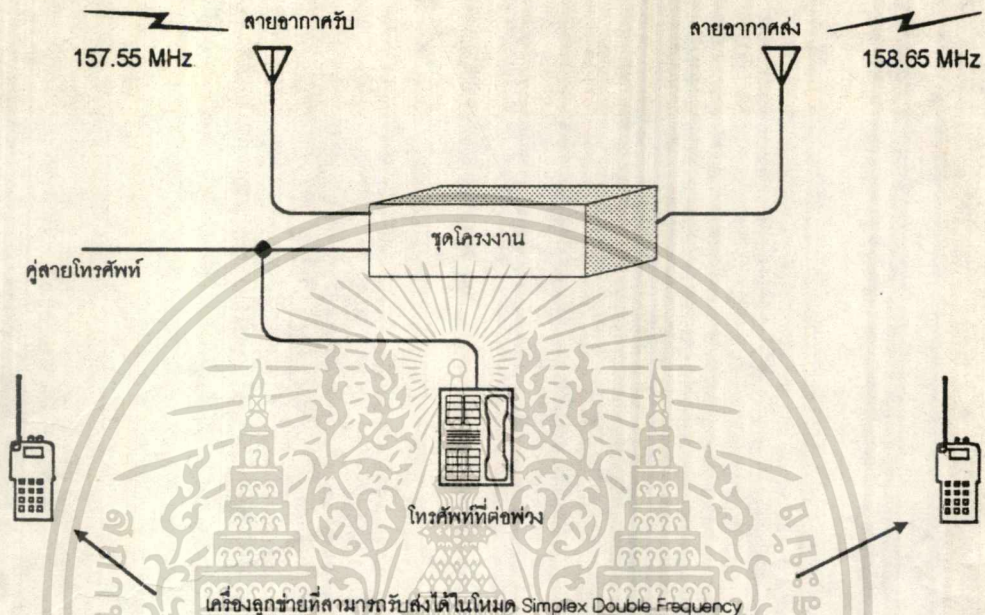 สายอากาศรับ
สายอากาศส่ง
157.55 MHz
158.65 MHz
ชุดโครงงาน
คู่สายโทรศัพท์
โทรศัพท์ที่ต่อพ่วง
เครื่องลูกข่ายที่สามารถรับส่งได้ในโหมด Simplex Double Frequency